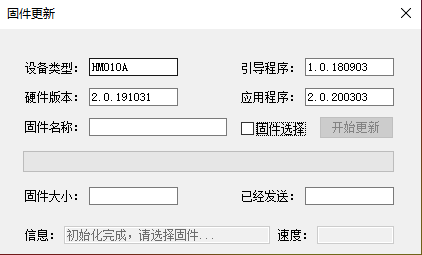 固件更新
设备类型: HM010A 引导程序: 1.0.180903
硬件版本: 2.0.191031 应用程序: 2.0.200303
固件名称: 固件选择 开始更新
固件大小: 已经发送:
信息: 初始化完成，请选择固件... 速度: